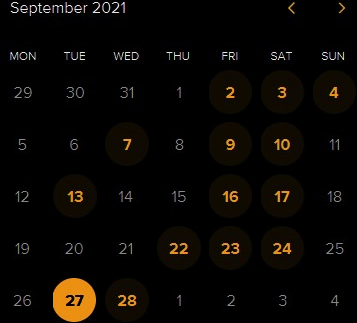 September 2021
MON TUE WED THU FRI SAT SUN
29 30 31 1 2 3 4
5 6 7 8 9 10 11
12 13 14 15 16 17 18
19 20 21 22 23 24 25
26 27 28 1 2 3 4